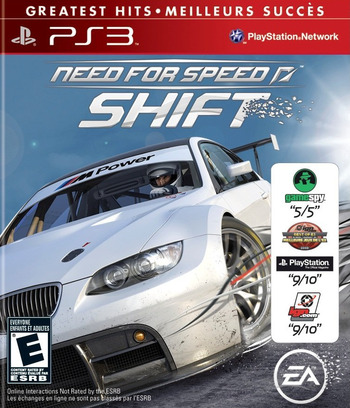 GREATEST HITS • MEILLEURS SUCCÈS
PS3
PlayStation®Network
NEED FOR SPEED
SHIFT
M Power
gamespy
"5/5"
PlayStation
"9/10"
ign.com
"9/10"
EVERYONE
ENFANTS ET ADULTES
E
CONTENT RATED BY
ESRB
Online Interactions Not Rated by the ESRB
Les échanges en ligne ne sont pas classés par l'ESRB
EA